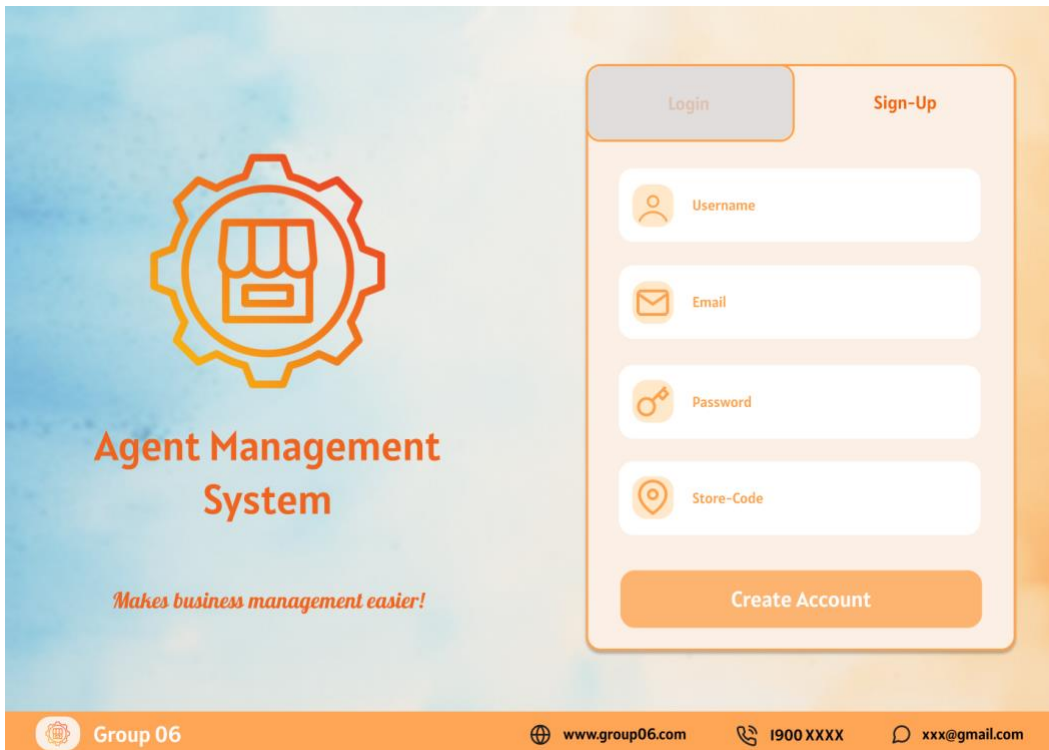 Login
Sign-Up
Username
Email
Password
Store-Code
Create Account
Agent Management
System
Makes business management easier!
Group 06
www.group06.com
1900 XXXX
xxx@gmail.com